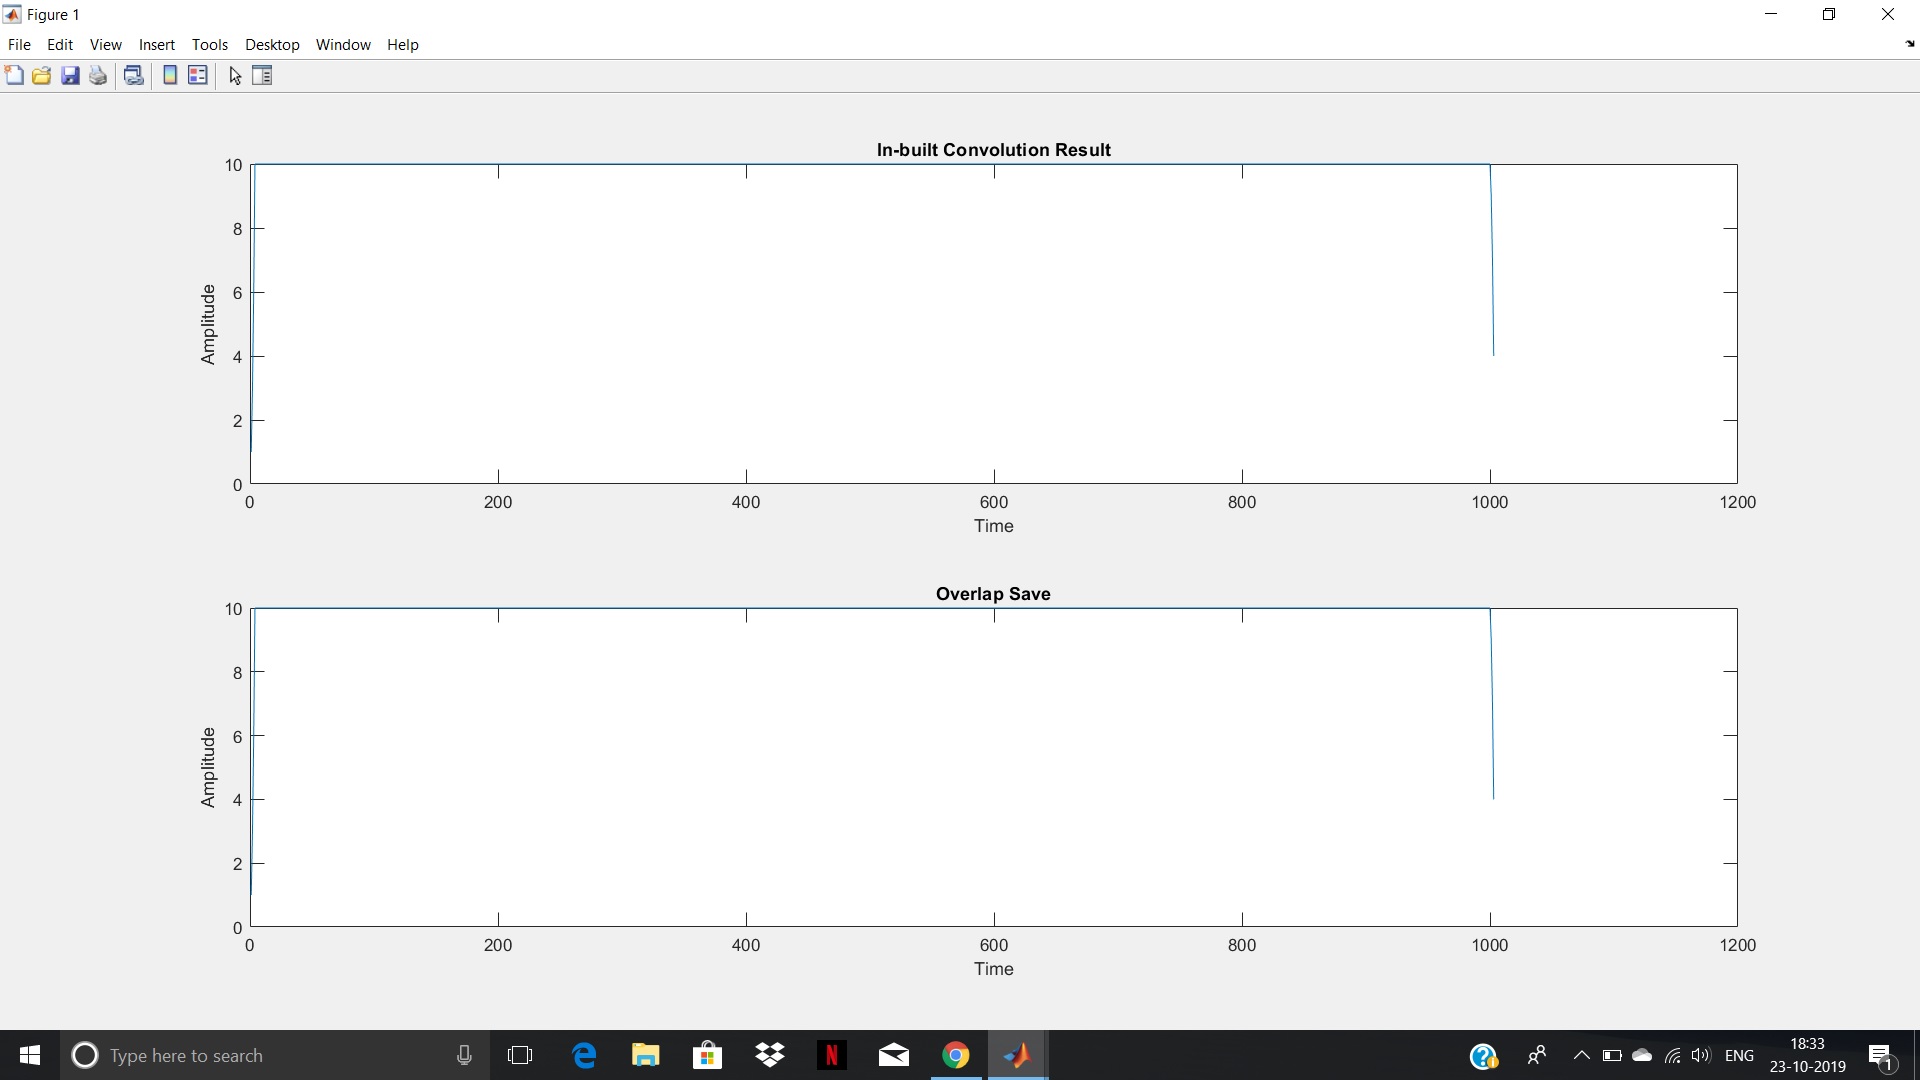 Figure 1
File Edit View Insert Tools Desktop Window Help
In-built Convolution Result
10
8
6
4
2
0
Amplitude
0 200 400 600 800 1000 1200
Time
Overlap Save
10
8
6
4
2
0
Amplitude
0 200 400 600 800 1000 1200
Time
Type here to search
N
ENG
18:33
23-10-2019
1